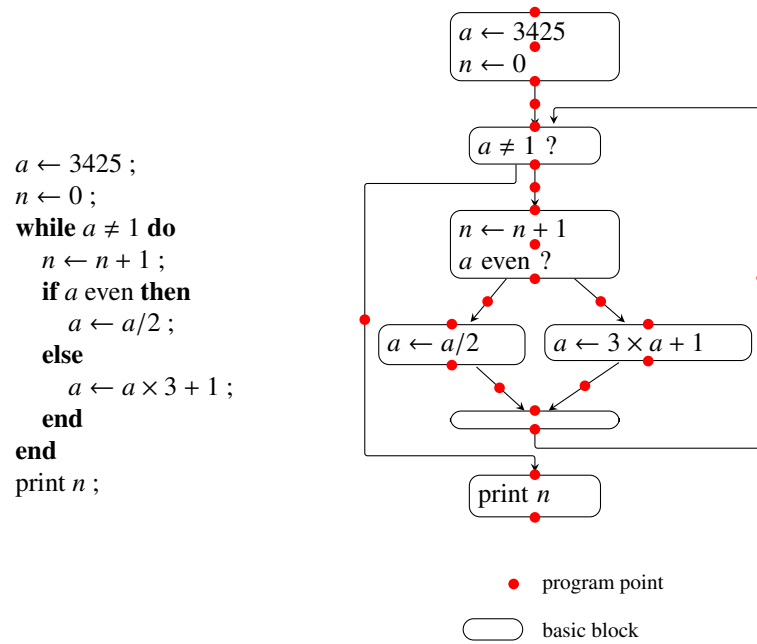 a ← 3425 ;
n ← 0 ;
while a ≠ 1 do
n ← n + 1 ;
if a even then
a ← a/2 ;
else
a ← a × 3 + 1 ;
end
end
print n ;
a ← 3425
n ← 0
a ≠ 1 ?
n ← n + 1
a even ?
a ← a/2
a ← 3 × a + 1
print n
program point
basic block